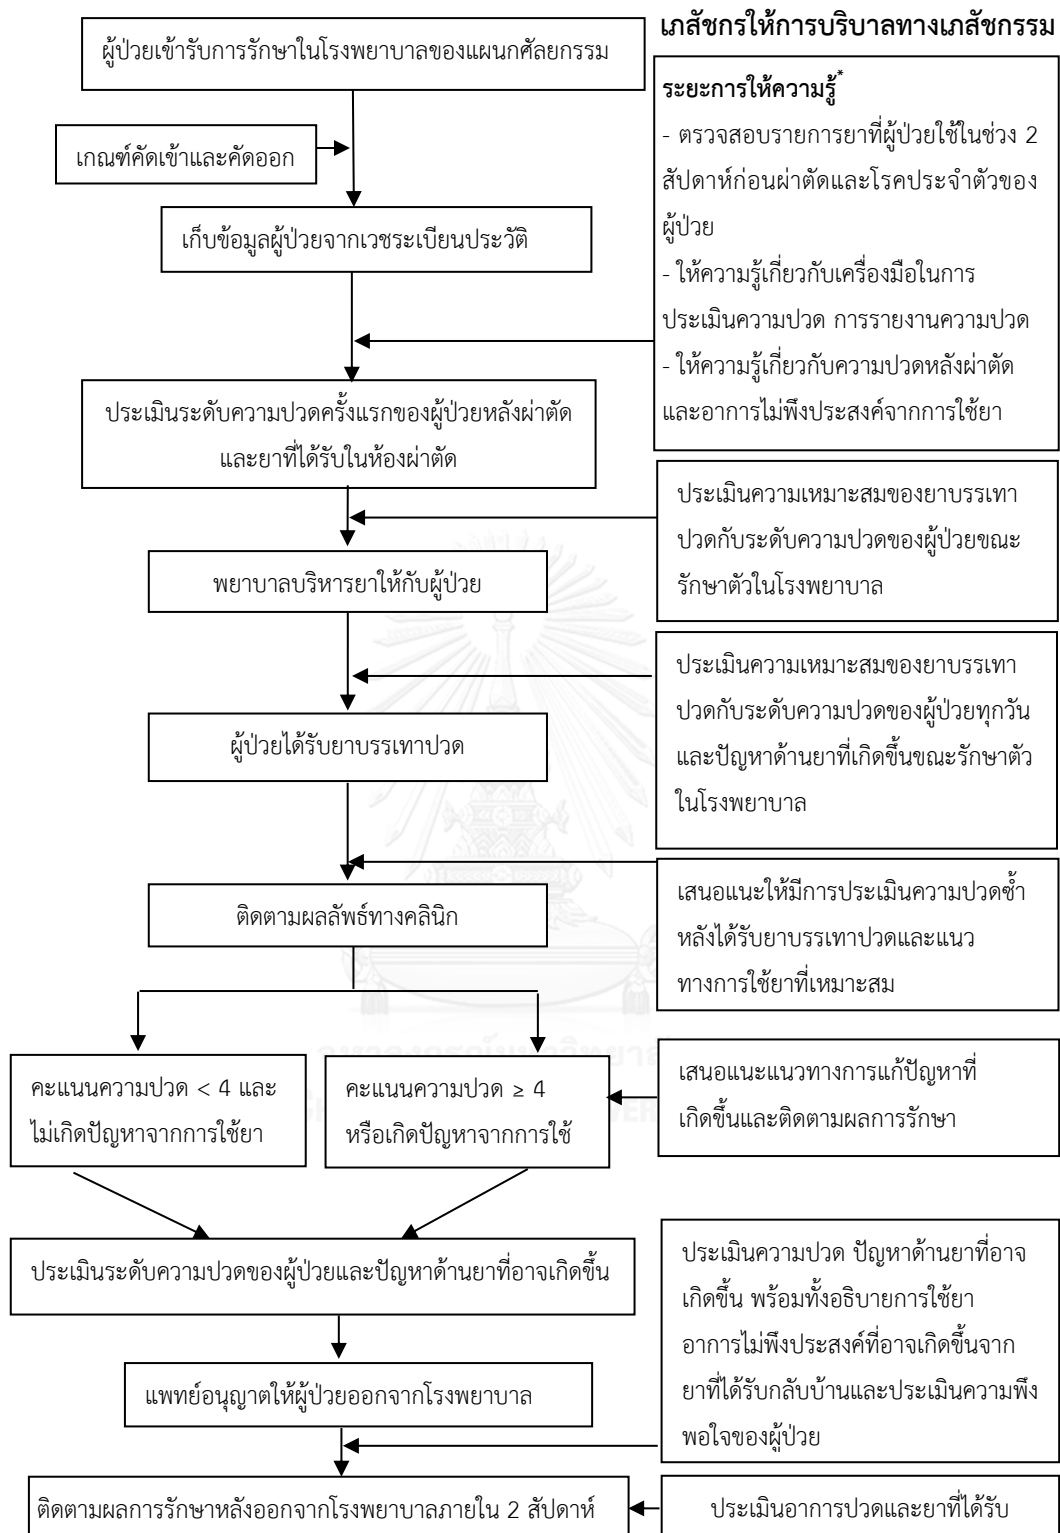 เภสัชกรให้การบริบาลทางเภสัชกรรม
ผู้ป่วยเข้ารับการรักษาในโรงพยาบาลของแผนกศัลยกรรม
เกณฑ์คัดเข้าและคัดออก
เก็บข้อมูลผู้ป่วยจากเวชระเบียนประวัติ
ระยะการให้ความรู้*
- ตรวจสอบรายการยาที่ผู้ป่วยใช้ในช่วง 2
สัปดาห์ก่อนผ่าตัดและโรคประจำตัวของ
ผู้ป่วย
- ให้ความรู้เกี่ยวกับเครื่องมือในการ
ประเมินความปวด การรายงานความปวด
- ให้ความรู้เกี่ยวกับความปวดหลังผ่าตัด
และอาการไม่พึงประสงค์จากการใช้ยา
ประเมินระดับความปวดครั้งแรกของผู้ป่วยหลังผ่าตัด
และยาที่ได้รับในห้องผ่าตัด
ประเมินความเหมาะสมของยาบรรเทา
ปวดกับระดับความปวดของผู้ป่วยขณะ
รักษาตัวในโรงพยาบาล
พยาบาลบริหารยาให้กับผู้ป่วย
ประเมินความเหมาะสมของยาบรรเทา
ปวดกับระดับความปวดของผู้ป่วยทุกวัน
และปัญหาด้านยาที่เกิดขึ้นขณะรักษาตัว
ในโรงพยาบาล
ผู้ป่วยได้รับยาบรรเทาปวด
เสนอแนะให้มีการประเมินความปวดซ้ำ
หลังได้รับยาบรรเทาปวดและแนว
ทางการใช้ยาที่เหมาะสม
ติดตามผลลัพธ์ทางคลินิก
คะแนนความปวด < 4 และ
ไม่เกิดปัญหาจากการใช้ยา
คะแนนความปวด ≥ 4
หรือเกิดปัญหาจากการใช้
เสนอแนะแนวทางการแก้ปัญหาที่
เกิดขึ้นและติดตามผลการรักษา
ประเมินระดับความปวดของผู้ป่วยและปัญหาด้านยาที่อาจเกิดขึ้น
ประเมินความปวด ปัญหาด้านยาที่อาจ
เกิดขึ้น พร้อมทั้งอธิบายการใช้ยา
อาการไม่พึงประสงค์ที่อาจเกิดขึ้นจาก
ยาที่ได้รับกลับบ้านและประเมินความพึง
พอใจของผู้ป่วย
แพทย์อนุญาตให้ผู้ป่วยออกจากโรงพยาบาล
ติดตามผลการรักษาหลังออกจากโรงพยาบาลภายใน 2 สัปดาห์
ประเมินอาการปวดและยาที่ได้รับ